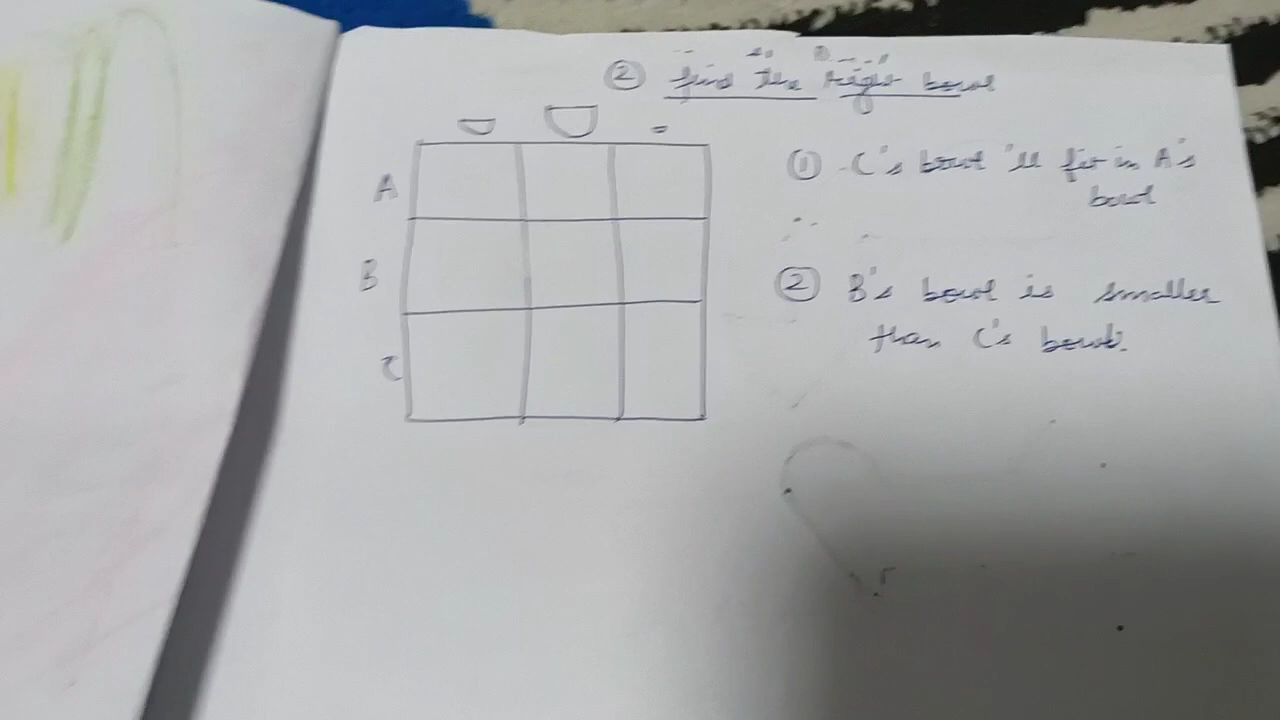 ② find the right bowl
A
B
C
① C's bowl 'll fit in A's
bowl
② B's bowl is smaller
than C's bowl.